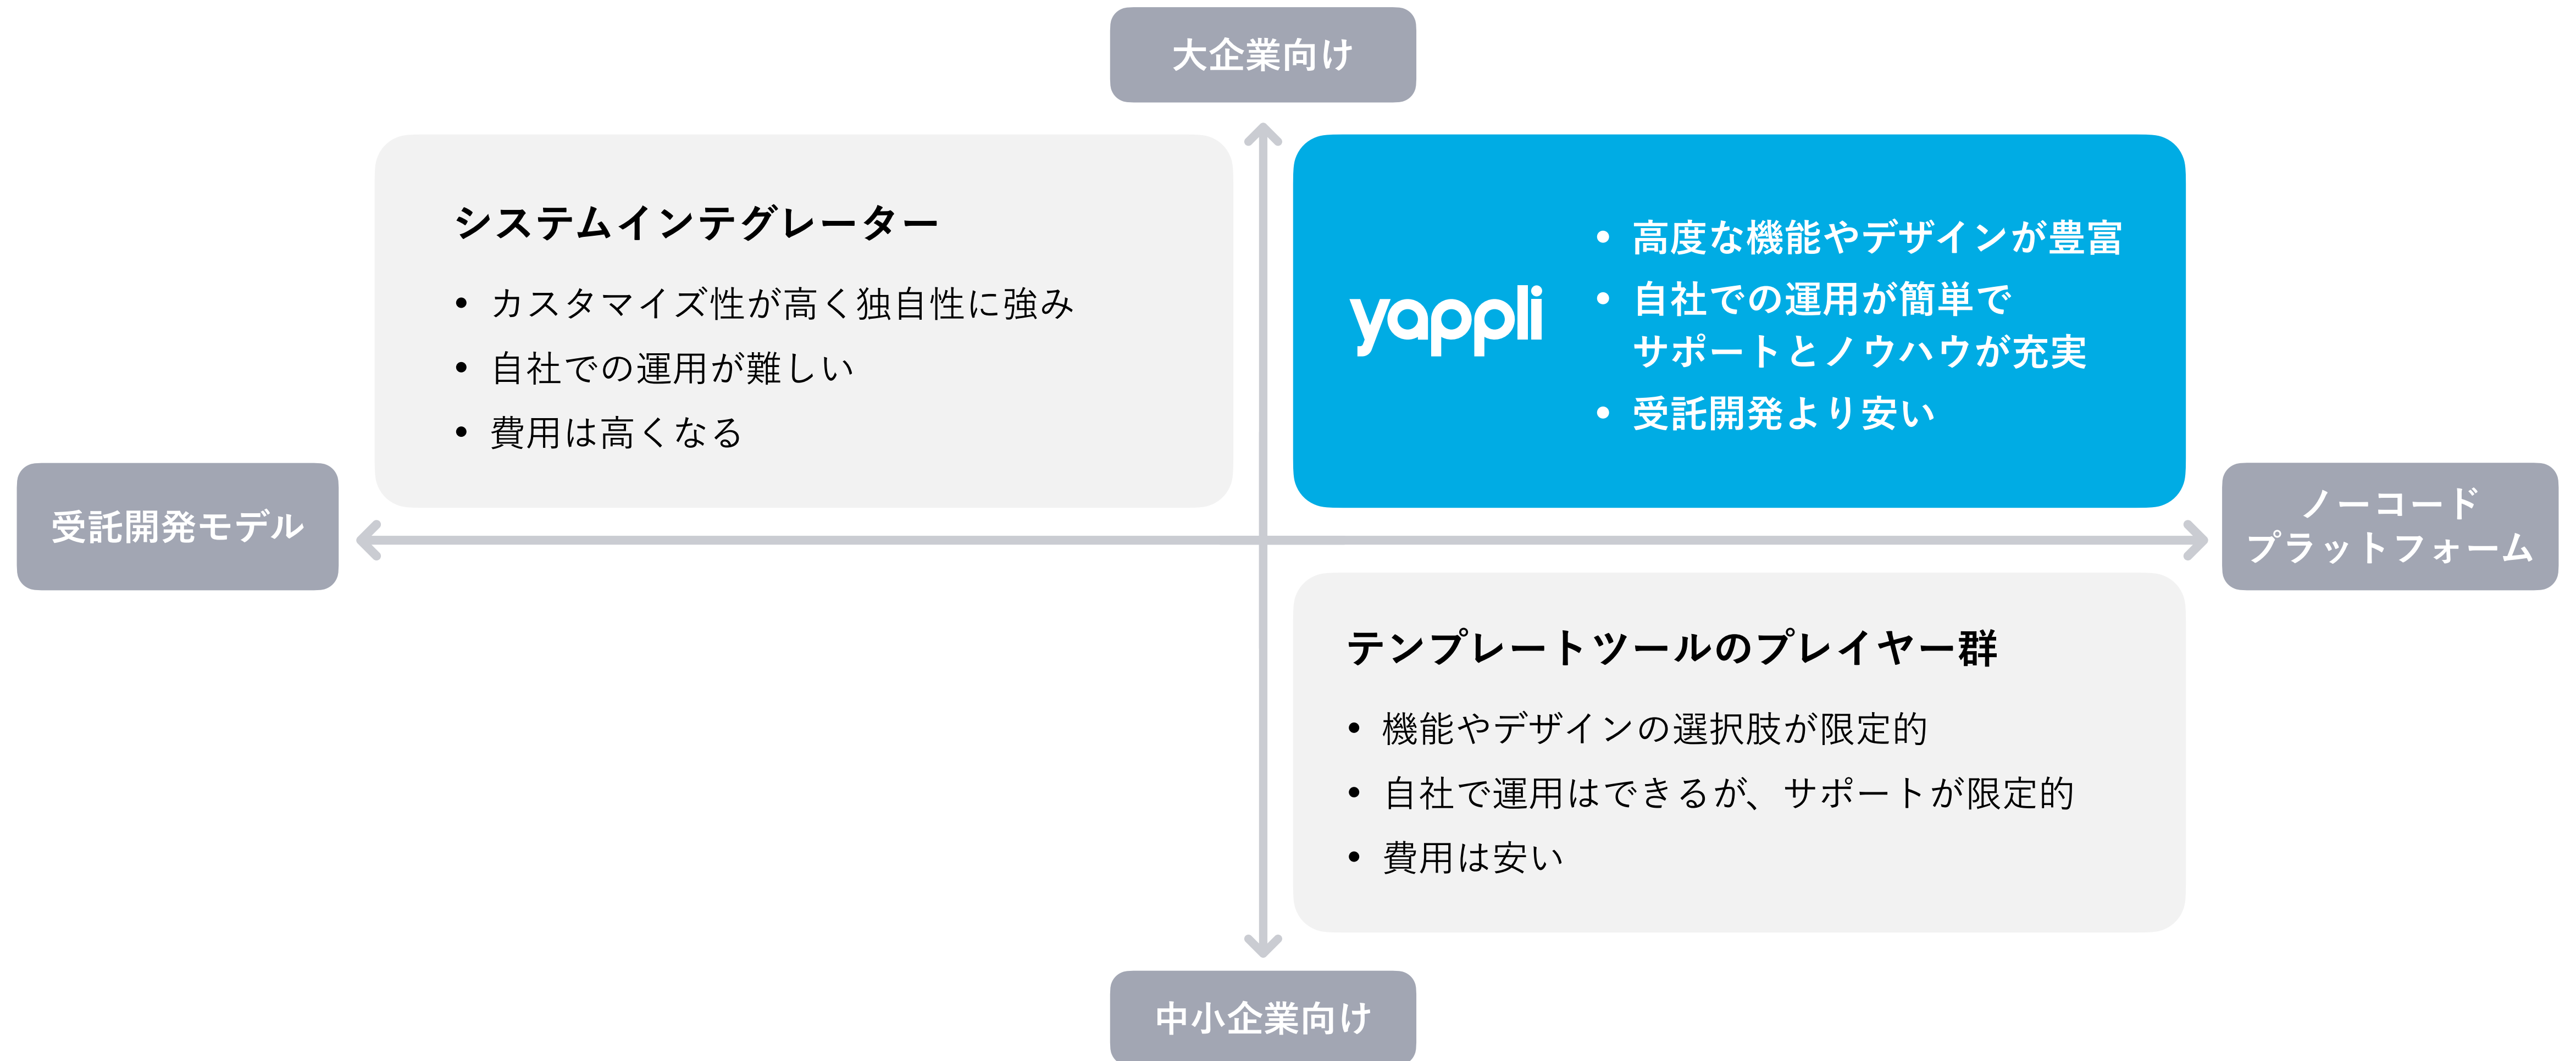 大企業向け
システムインテグレーター
• カスタマイズ性が高く独自性に強み
• 自社での運用が難しい
• 費用は高くなる
yappli
• 高度な機能やデザインが豊富
• 自社での運用が簡単で
サポートとノウハウが充実
• 受託開発より安い
受託開発モデル
ノーコード
プラットフォーム
テンプレートツールのプレイヤー群
• 機能やデザインの選択肢が限定的
• 自社で運用はできるが、サポートが限定的
• 費用は安い
中小企業向け